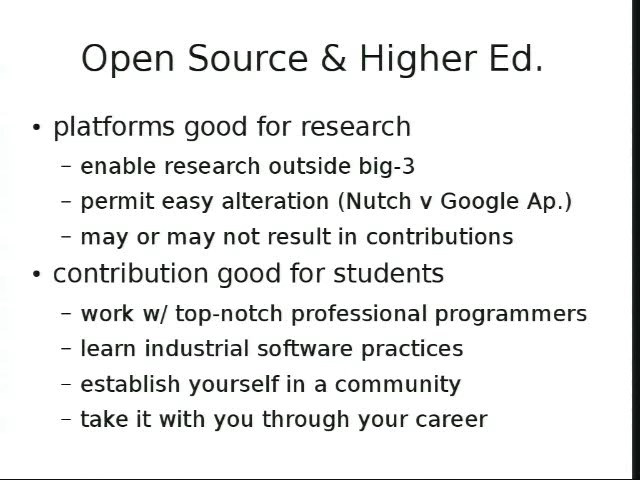 Open Source & Higher Ed.
• platforms good for research
– enable research outside big-3
– permit easy alteration (Nutch v Google Ap.)
– may or may not result in contributions
• contribution good for students
– work w/ top-notch professional programmers
– learn industrial software practices
– establish yourself in a community
– take it with you through your career